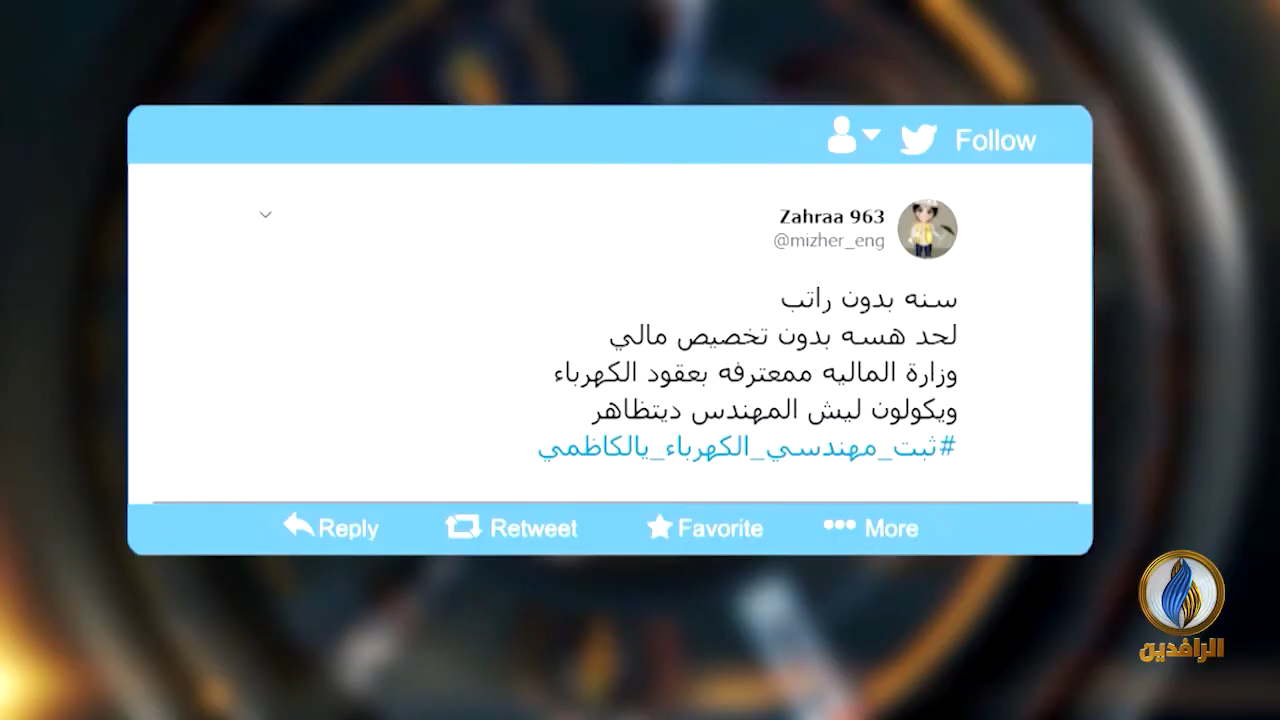 Follow
Zahraa 963
@mizher_eng
سنه بدون راتب
لحد هسه بدون تخصيص مالي
وزارة الماليه ممعترفه بعقود الكهرباء
ويكولون ليش المهندس ديتظاهر
#ثبت_مهندسي_الكهرباء_يالكاظمي
Reply Retweet Favorite More
الرافدين